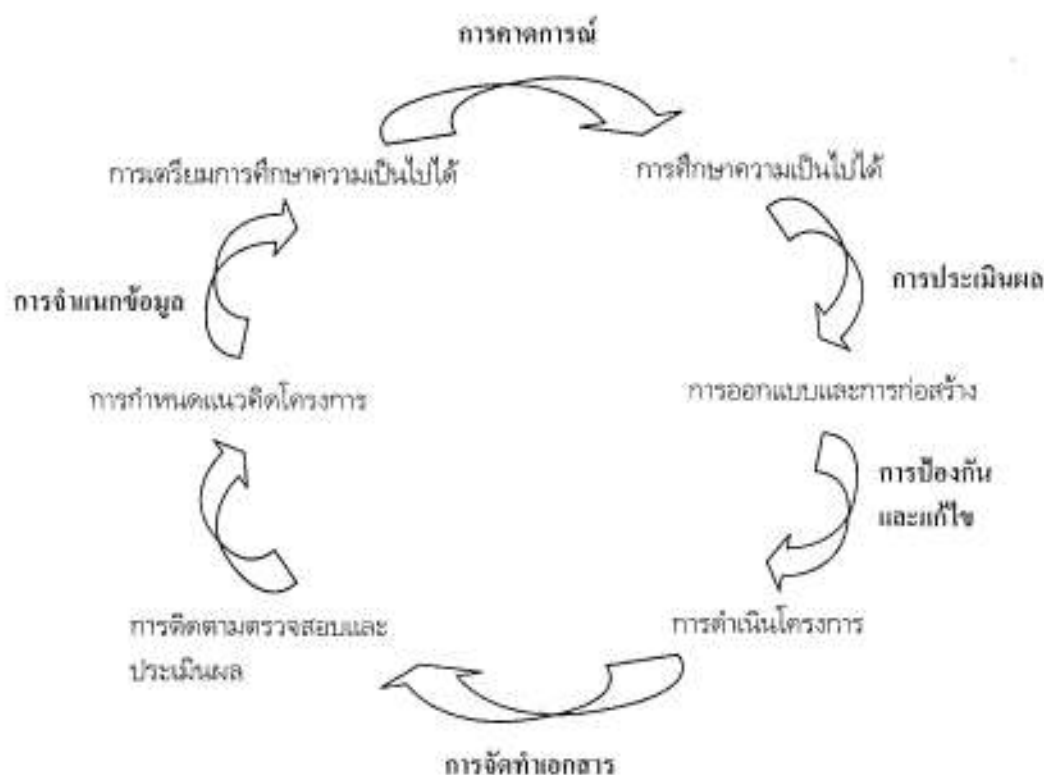 การคาดการณ์
การเตรียมการศึกษาความเป็นไปได้
การศึกษาความเป็นไปได้
การจำแนกข้อมูล
การประเมินผล
การกำหนดแนวคิดโครงการ
การออกแบบและการก่อสร้าง
การป้องกัน
และแก้ไข
การติดตามตรวจสอบและ
ประเมินผล
การดำเนินโครงการ
การจัดทำเอกสาร